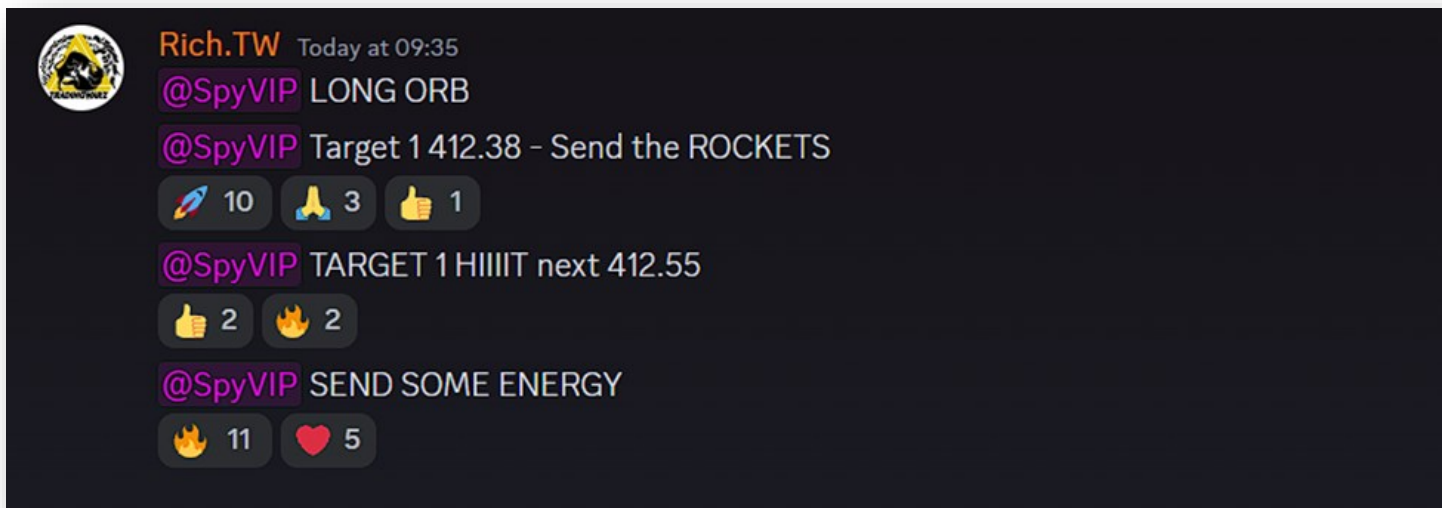 Rich.TW Today at 09:35
@SpyVIP LONG ORB
@SpyVIP Target 1 412.38 - Send the ROCKETS
10 3 1
@SpyVIP TARGET 1 HIIIIT next 412.55
2 2
@SpyVIP SEND SOME ENERGY
11 5